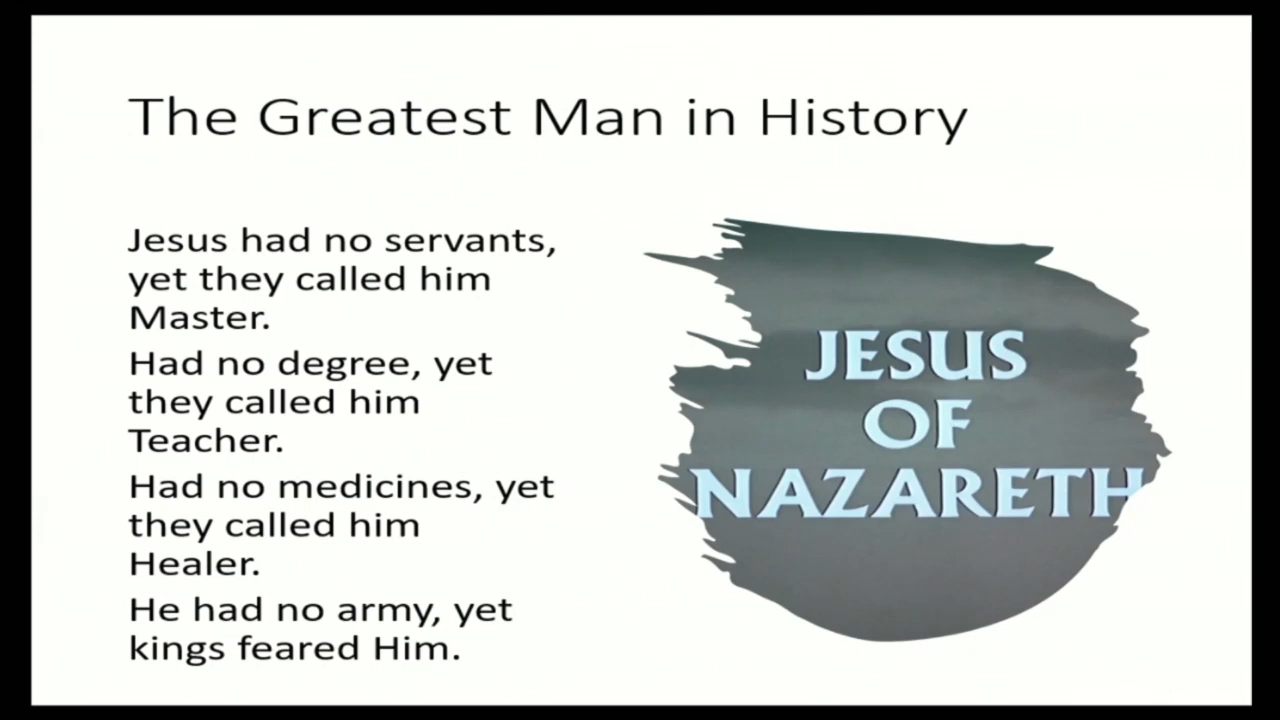 The Greatest Man in History
Jesus had no servants,
yet they called him
Master.
Had no degree, yet
they called him
Teacher.
Had no medicines, yet
they called him
Healer.
He had no army, yet
kings feared Him.
JESUS
OF
NAZARETH